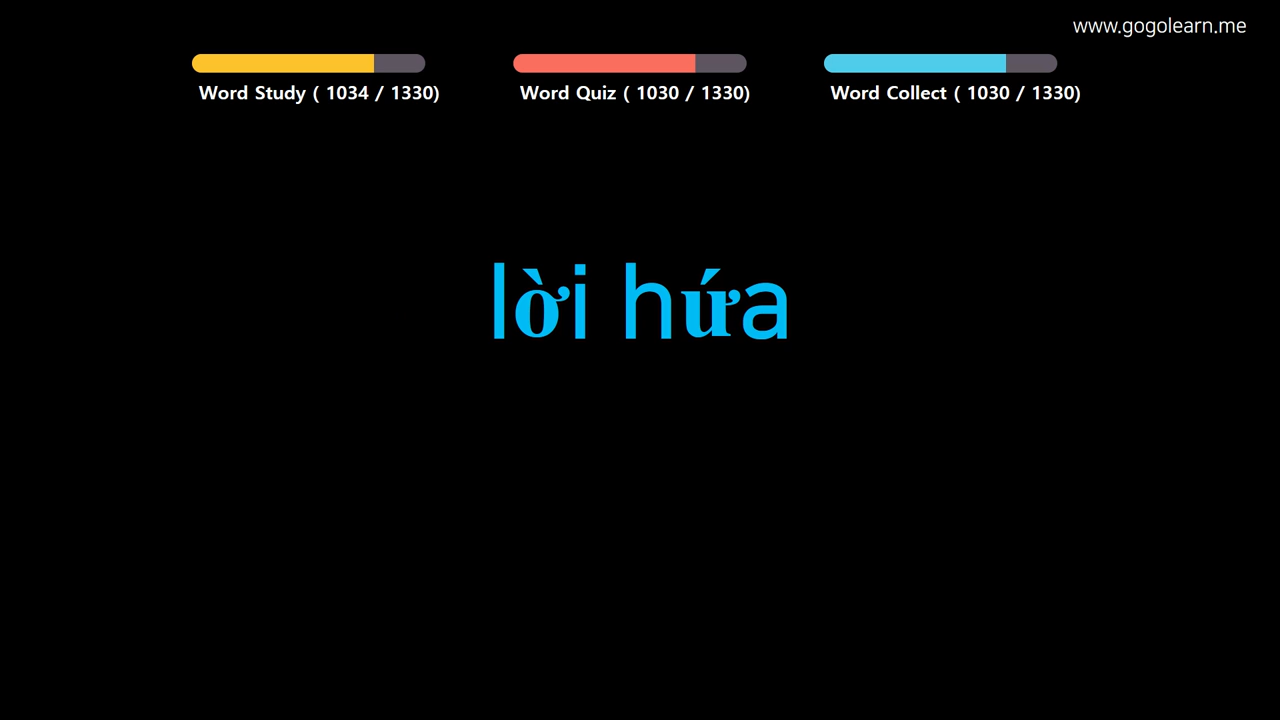 www.gogolearn.me
Word Study ( 1034 / 1330)
Word Quiz ( 1030 / 1330)
Word Collect ( 1030 / 1330)
lời hứa